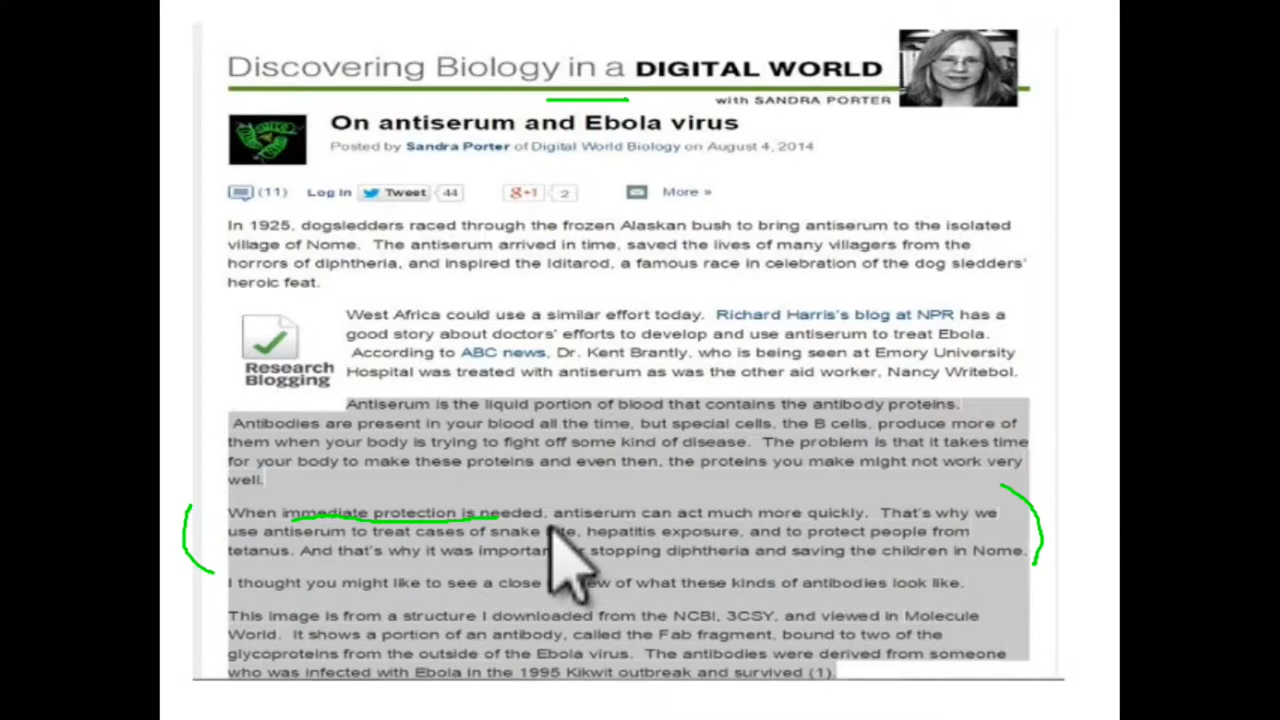 Discovering Biology in a DIGITAL WORLD
with SANDRA PORTER
On antiserum and Ebola virus
Posted by Sandra Porter of Digital World Biology on August 4, 2014
(11) Log in Tweet 44 g+1 2 More »
In 1925, dogsledders raced through the frozen Alaskan bush to bring antiserum to the isolated
village of Nome. The antiserum arrived in time, saved the lives of many villagers from the
horrors of diphtheria, and inspired the Iditarod, a famous race in celebration of the dog sledders'
heroic feat.
West Africa could use a similar effort today. Richard Harris's blog at NPR has a
good story about doctors' efforts to develop and use antiserum to treat Ebola.
According to ABC news, Dr. Kent Brantly, who is being seen at Emory University
Hospital was treated with antiserum as was the other aid worker, Nancy Writebol.
Research
Blogging
Antiserum is the liquid portion of blood that contains the antibody proteins.
Antibodies are present in your blood all the time, but special cells, the B cells, produce more of
them when your body is trying to fight off some kind of disease. The problem is that it takes time
for your body to make these proteins and even then, the proteins you make might not work very
well.
When immediate protection is needed, antiserum can act much more quickly. That's why we
use antiserum to treat cases of snake hepatitis exposure, and to protect people from
tetanus. And that's why it was stopping diphtheria and saving the children in Nome.
I thought you might like to see a close of what these kinds of antibodies look like.
This image is from a structure I downloaded from the NCBI, 3CSY, and viewed in Molecule
World. It shows a portion of an antibody, called the Fab fragment, bound to two of the
glycoproteins from the outside of the Ebola virus. The antibodies were derived from someone
who was infected with Ebola in the 1995 Kikwit outbreak and survived (1).